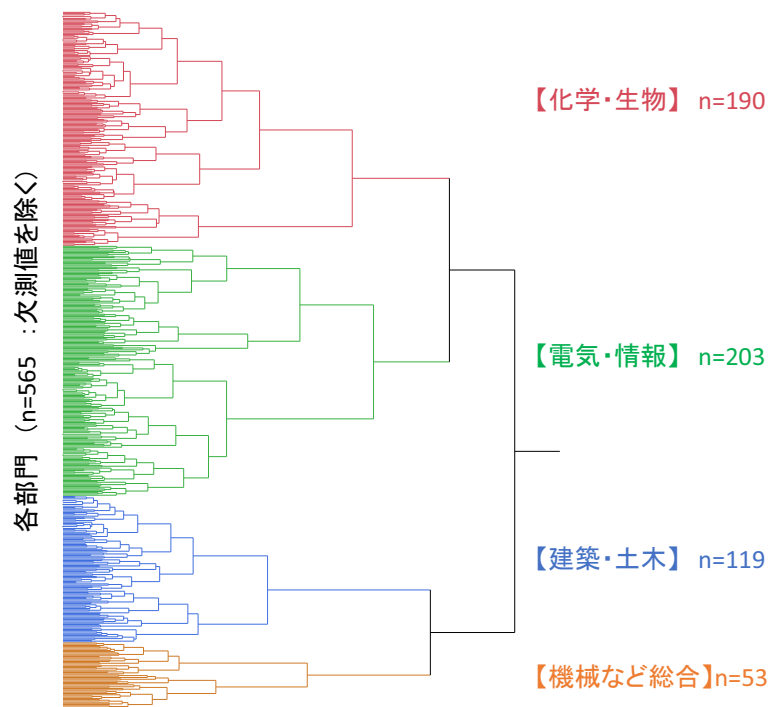 各部門 （n=565 ：欠測値を除く）
【化学・生物】 n=190
【電気・情報】 n=203
【建築・土木】 n=119
【機械など総合】n=53